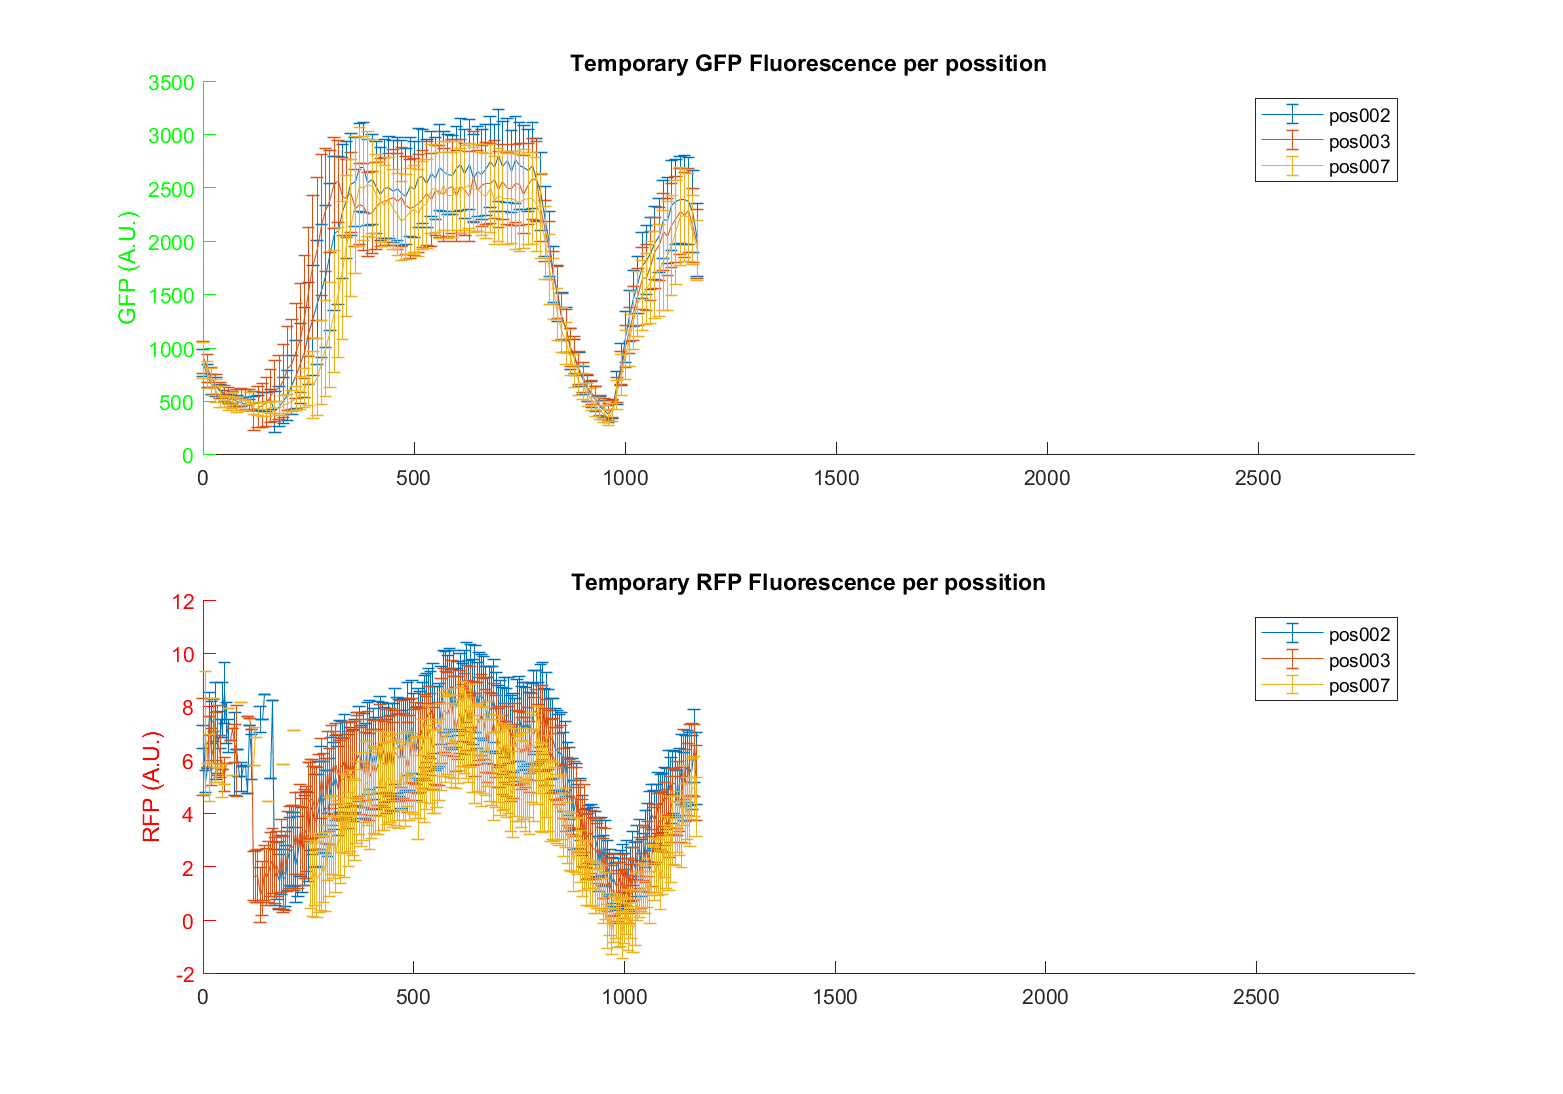 Temporary GFP Fluorescence per possition
3500
3000
2500
2000
1500
1000
500
0
GFP (A.U.)
0 500 1000 1500 2000 2500
pos002
pos003
pos007
Temporary RFP Fluorescence per possition
12
10
8
6
4
2
0
-2
RFP (A.U.)
0 500 1000 1500 2000 2500
pos002
pos003
pos007